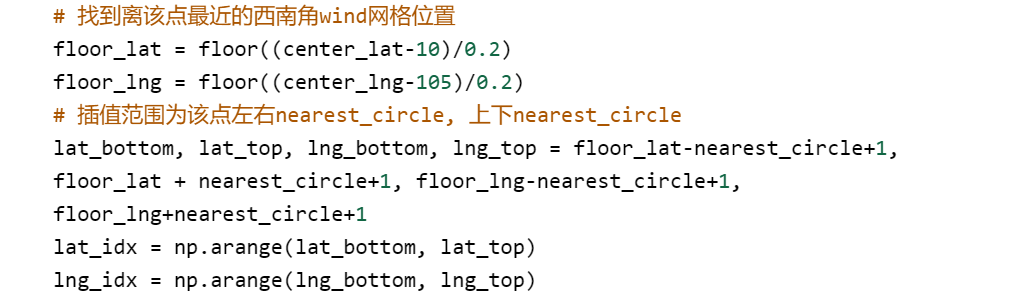 # 找到离该点最近的西南角wind网格位置
floor_lat = floor((center_lat-10)/0.2)
floor_lng = floor((center_lng-105)/0.2)
# 插值范围为该点左右nearest_circle, 上下nearest_circle
lat_bottom, lat_top, lng_bottom, lng_top = floor_lat-nearest_circle+1,
floor_lat + nearest_circle+1, floor_lng-nearest_circle+1,
floor_lng+nearest_circle+1
lat_idx = np.arange(lat_bottom, lat_top)
lng_idx = np.arange(lng_bottom, lng_top)